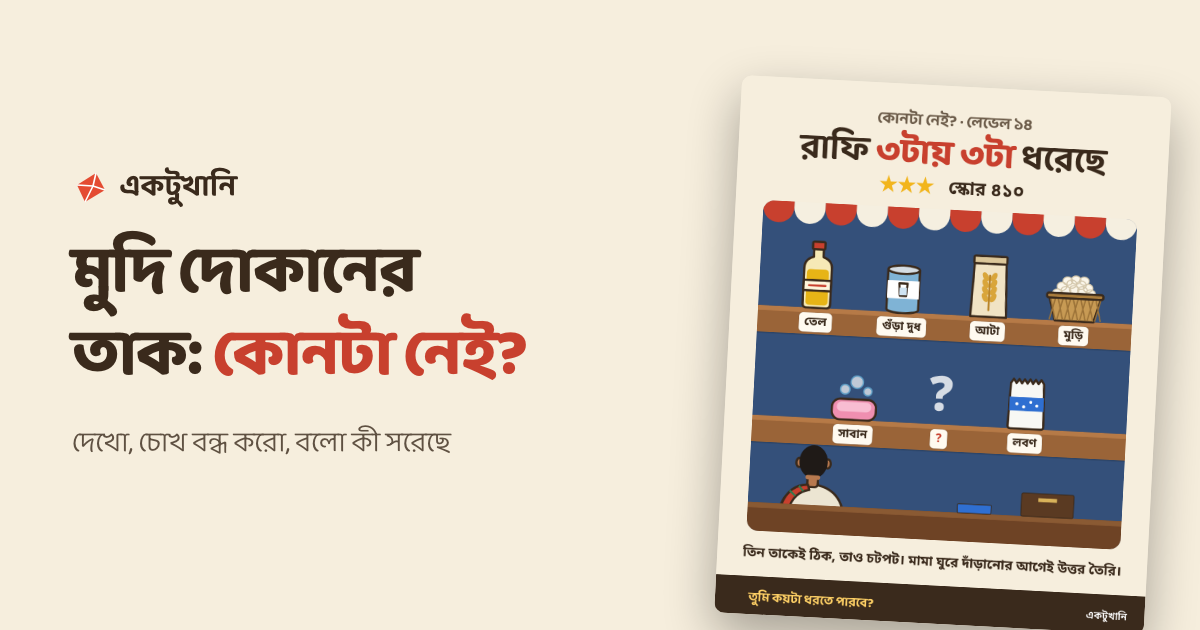 একটুখানি
মুদি দোকানের
তাক: কোনটা নেই?
দেখো, চোখ বন্ধ করো, বলো কী সরেছে
কোনটা নেই? · লেভেল ১৪
রাফি ৩টায় ৩টা ধরেছে
স্কোর ৪১০
তেল
গুঁড়া দুধ
আটা
মুড়ি
?
সাবান
?
লবণ
তিন তাকেই ঠিক, তাও চটপট। মামা ঘুরে দাঁড়ানোর আগেই উত্তর তৈরি।
তুমি কয়টা ধরতে পারবে?
একটুখানি